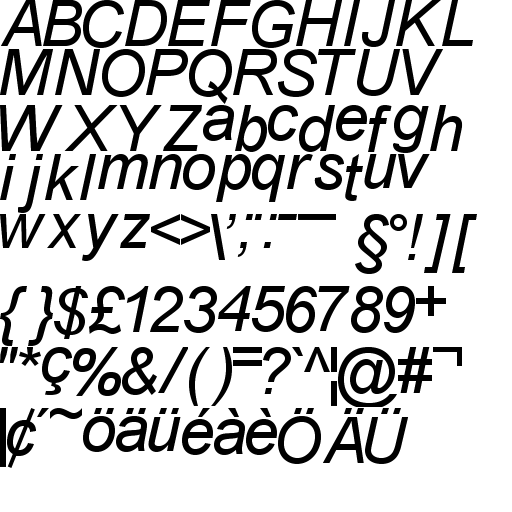 ABCDEFGHIJKL
MNOPQRSTUV
WXYZabcdefgh
ijklmnopqrstuv
wxyz<>\',¨:-— §°!][
{}$£123456789+
"*ç%&/()=?`^¦@#¬
|¢´~öäüéàèÖÄÜ